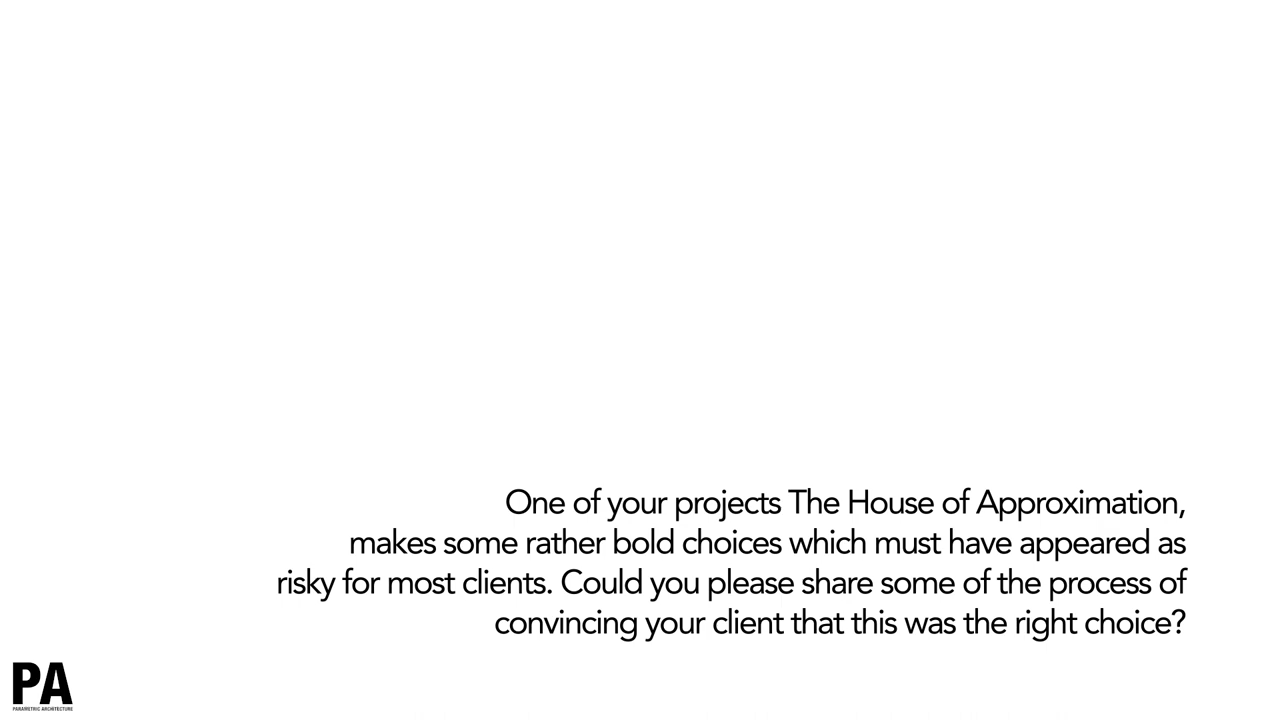 One of your projects The House of Approximation,
makes some rather bold choices which must have appeared as
risky for most clients. Could you please share some of the process of
convincing your client that this was the right choice?
PA
PARAMETRIC ARCHITECTURE